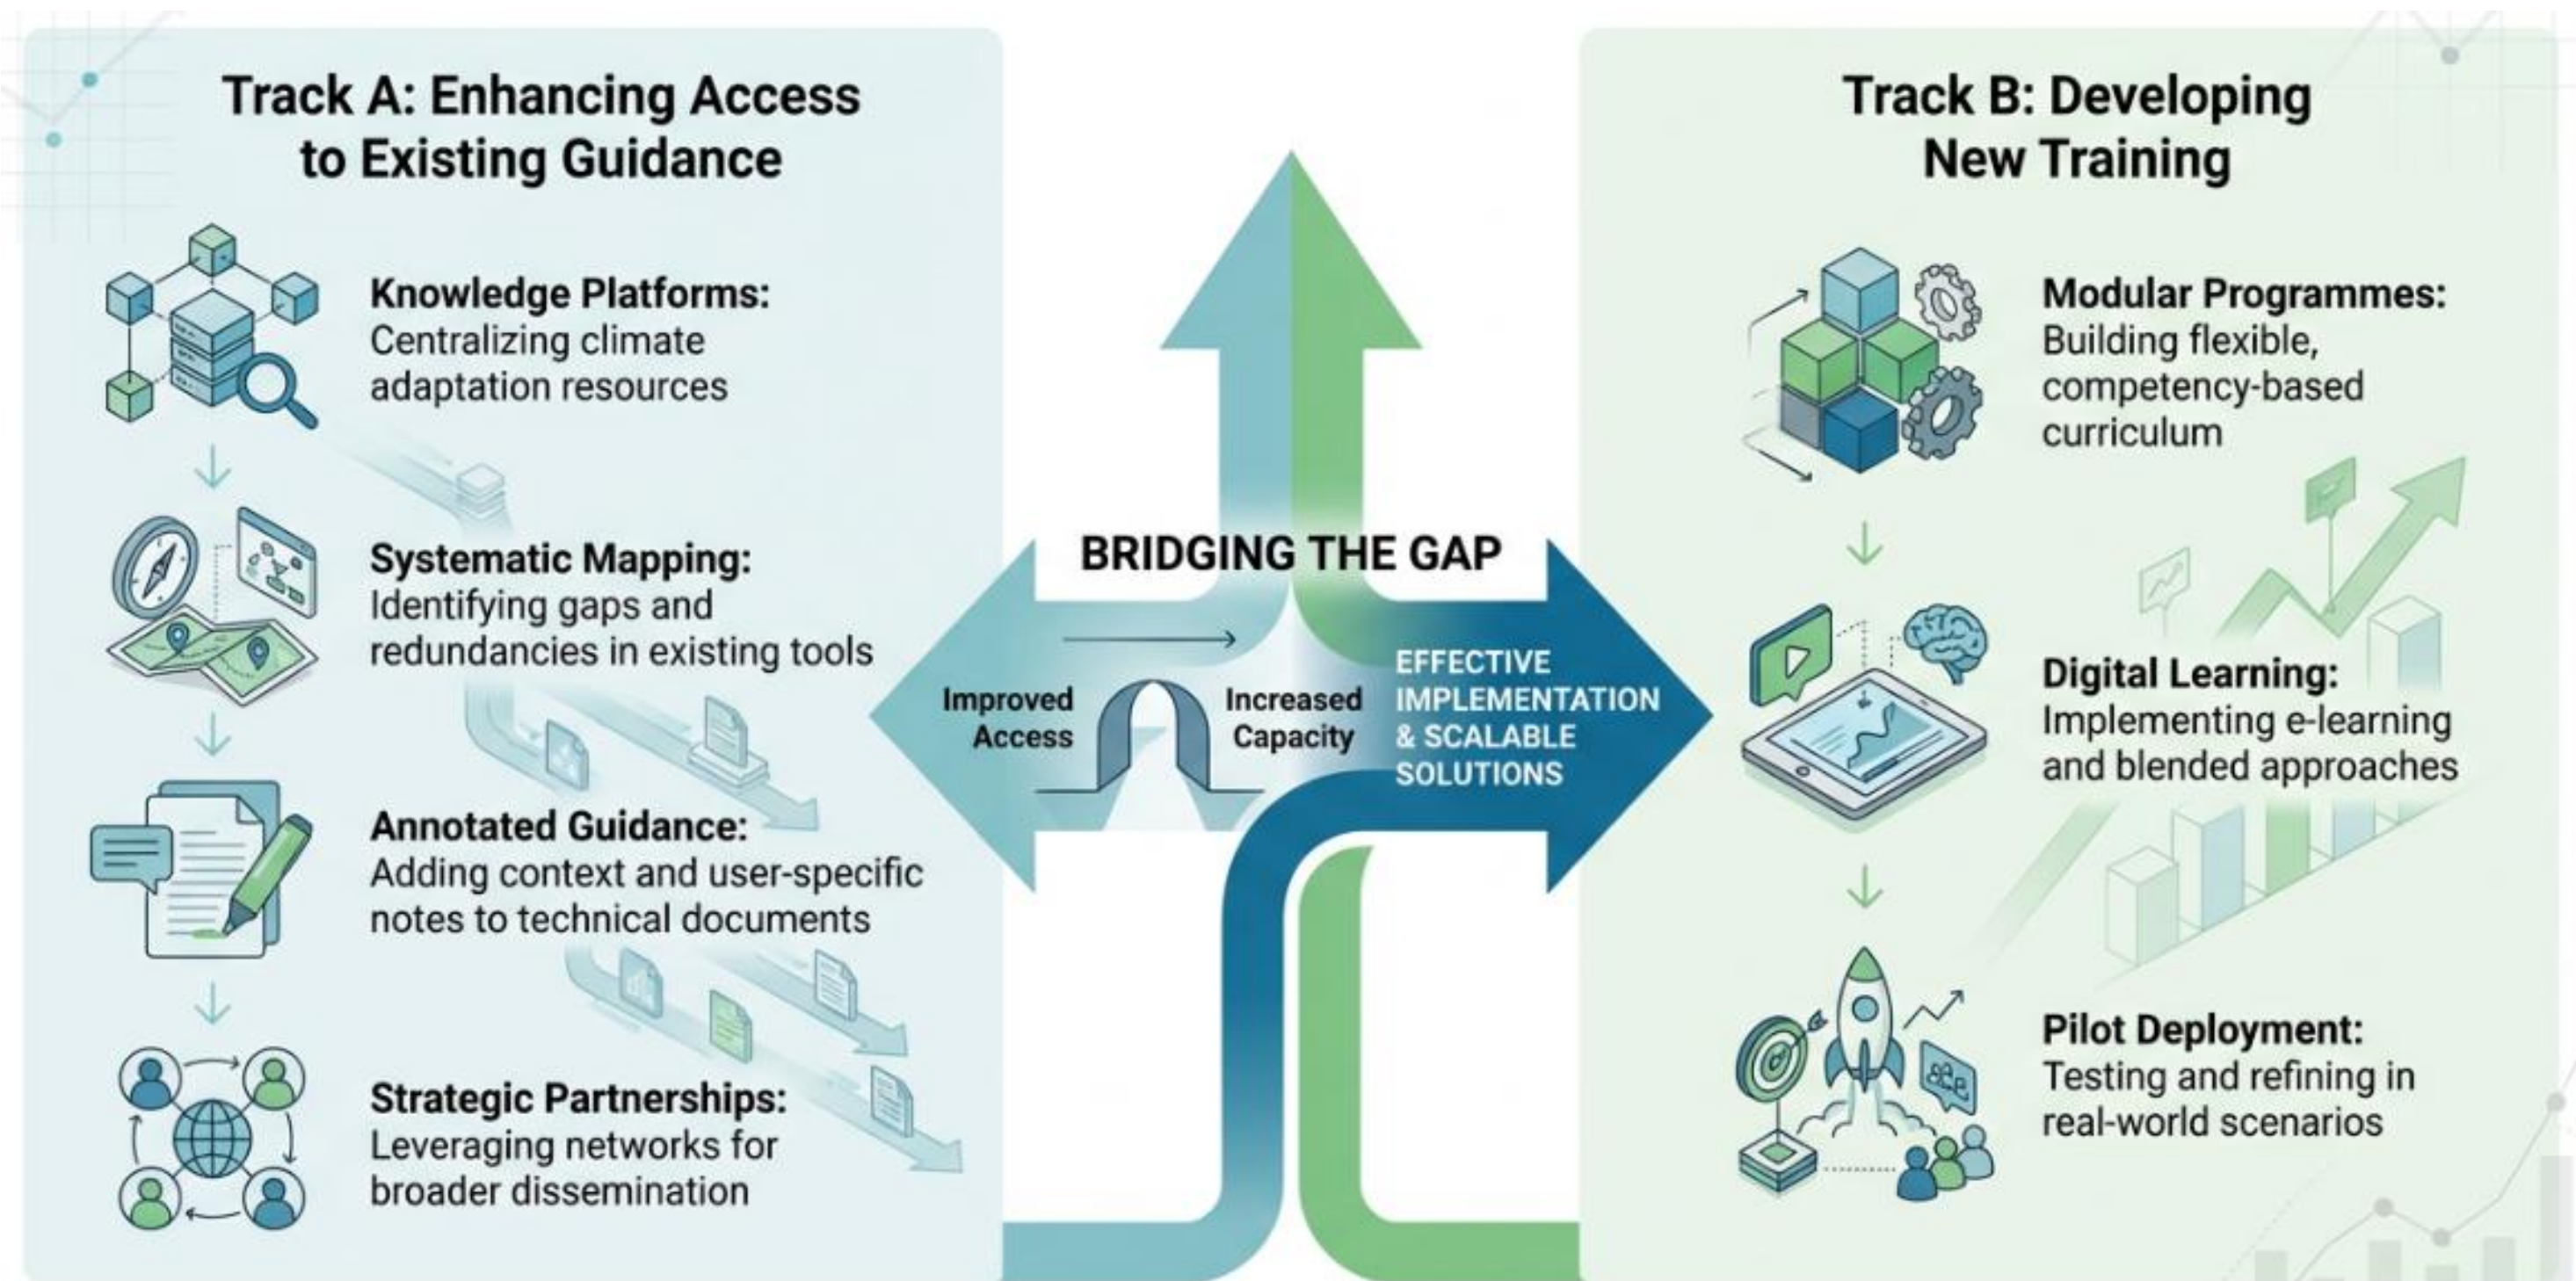 Track A: Enhancing Access
to Existing Guidance
Knowledge Platforms:
Centralizing climate
adaptation resources
Systematic Mapping:
Identifying gaps and
redundancies in existing tools
Annotated Guidance:
Adding context and user-specific
notes to technical documents
Strategic Partnerships:
Leveraging networks for
broader dissemination
BRIDGING THE GAP
Improved
Access
Increased
Capacity
EFFECTIVE
IMPLEMENTATION
& SCALABLE
SOLUTIONS
Track B: Developing
New Training
Modular Programmes:
Building flexible,
competency-based
curriculum
Digital Learning:
Implementing e-learning
and blended approaches
Pilot Deployment:
Testing and refining in
real-world scenarios